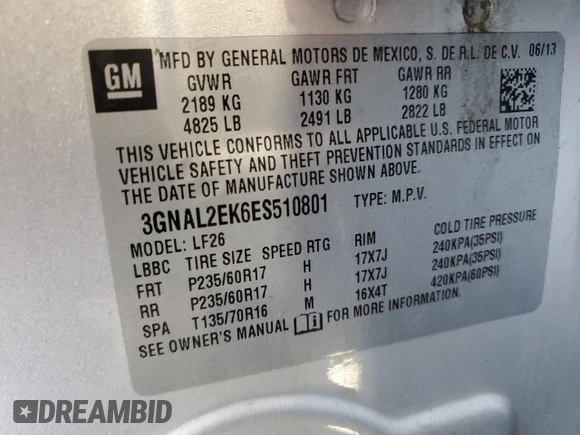 GM
MFD BY GENERAL MOTORS DE MEXICO, S. DE R.L. DE C.V. 06/13
GVWR GAWR FRT GAWR RR
2189 KG 1130 KG 1280 KG
4825 LB 2491 LB 2822 LB
THIS VEHICLE CONFORMS TO ALL APPLICABLE U.S. FEDERAL MOTOR
VEHICLE SAFETY AND THEFT PREVENTION STANDARDS IN EFFECT ON
THE DATE OF MANUFACTURE SHOWN ABOVE.
3GNAL2EK6ES510801 TYPE: M.P.V.
MODEL: LF26
LBBC TIRE SIZE SPEED RTG RIM COLD TIRE PRESSURE
FRT P235/60R17 H 17X7J 240KPA(35PSI)
RR P235/60R17 H 17X7J 240KPA(35PSI)
SPA T135/70R16 M 16X4T 420KPA(60PSI)
SEE OWNER'S MANUAL FOR MORE INFORMATION.
DREAMBID